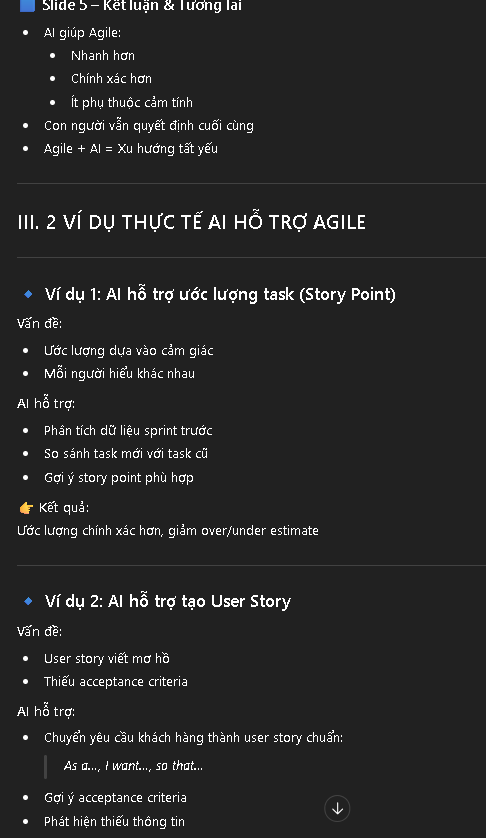 Slide 5 – Kết luận & Tương lai
AI giúp Agile:
Nhanh hơn
Chính xác hơn
Ít phụ thuộc cảm tính
Con người vẫn quyết định cuối cùng
Agile + AI = Xu hướng tất yếu
III. 2 VÍ DỤ THỰC TẾ AI HỖ TRỢ AGILE
Ví dụ 1: AI hỗ trợ ước lượng task (Story Point)
Vấn đề:
Ước lượng dựa vào cảm giác
Mỗi người hiểu khác nhau
AI hỗ trợ:
Phân tích dữ liệu sprint trước
So sánh task mới với task cũ
Gợi ý story point phù hợp
👉 Kết quả:
Ước lượng chính xác hơn, giảm over/under estimate
Ví dụ 2: AI hỗ trợ tạo User Story
Vấn đề:
User story viết mơ hồ
Thiếu acceptance criteria
AI hỗ trợ:
Chuyển yêu cầu khách hàng thành user story chuẩn:
As a..., I want..., so that...
Gợi ý acceptance criteria
Phát hiện thiếu thông tin